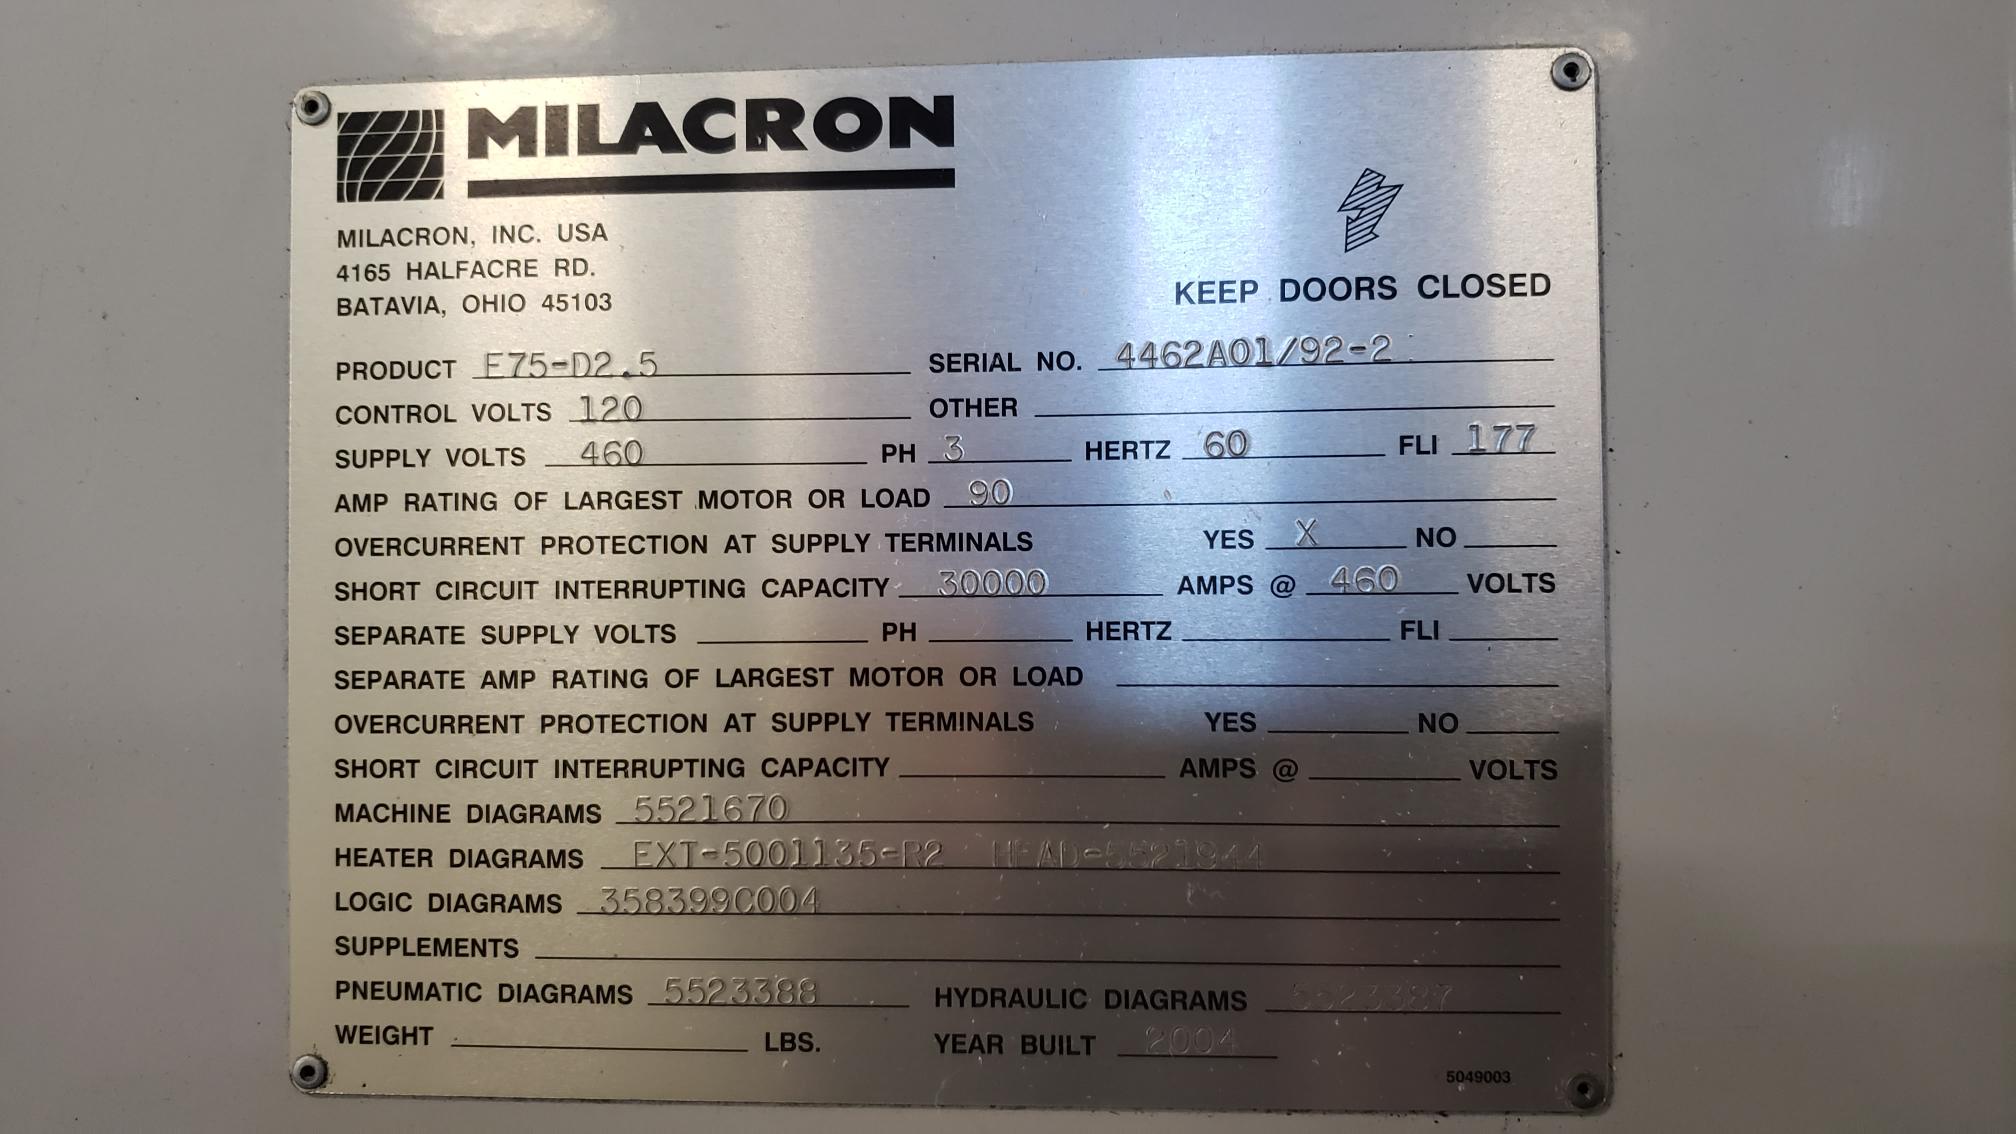 MILACRON
MILACRON, INC. USA
4165 HALFACRE RD.
BATAVIA, OHIO 45103
KEEP DOORS CLOSED
PRODUCT E75-D2.5 SERIAL NO. 4462A01/92-2
CONTROL VOLTS 120 OTHER
SUPPLY VOLTS 460 PH 3 HERTZ 60 FLI 177
AMP RATING OF LARGEST MOTOR OR LOAD 90
OVERCURRENT PROTECTION AT SUPPLY TERMINALS YES X NO
SHORT CIRCUIT INTERRUPTING CAPACITY 30000 AMPS @ 460 VOLTS
SEPARATE SUPPLY VOLTS PH HERTZ FLI
SEPARATE AMP RATING OF LARGEST MOTOR OR LOAD
OVERCURRENT PROTECTION AT SUPPLY TERMINALS YES NO
SHORT CIRCUIT INTERRUPTING CAPACITY AMPS @ VOLTS
MACHINE DIAGRAMS 5521670
HEATER DIAGRAMS EXT-5001135-R2 HEAD-5521944
LOGIC DIAGRAMS 358399C004
SUPPLEMENTS
PNEUMATIC DIAGRAMS 5523388 HYDRAULIC DIAGRAMS 5523387
WEIGHT LBS. YEAR BUILT 2004
5049003